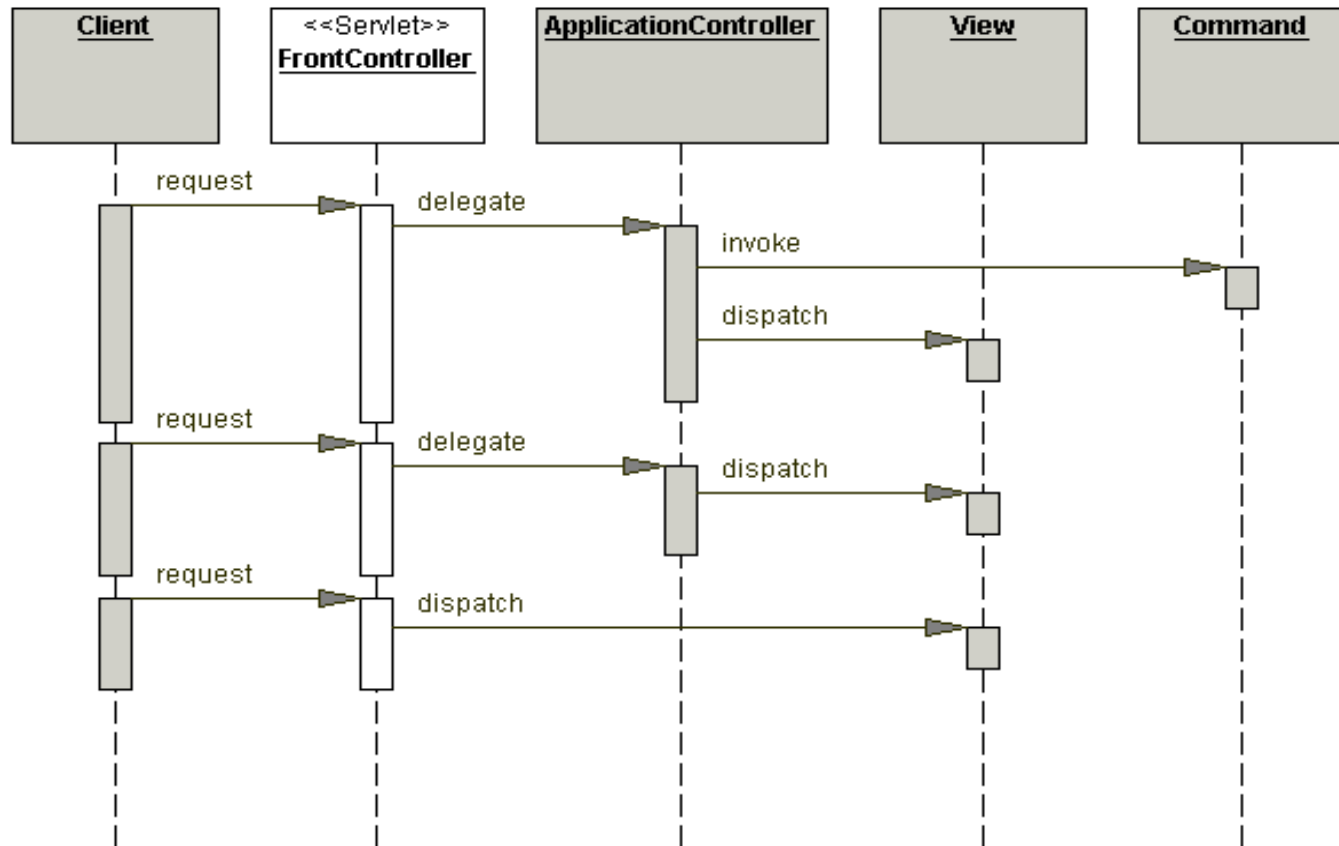 Client
<<Servlet>>
FrontController
ApplicationController
View
Command
request
delegate
invoke
dispatch
request
delegate
dispatch
request
dispatch